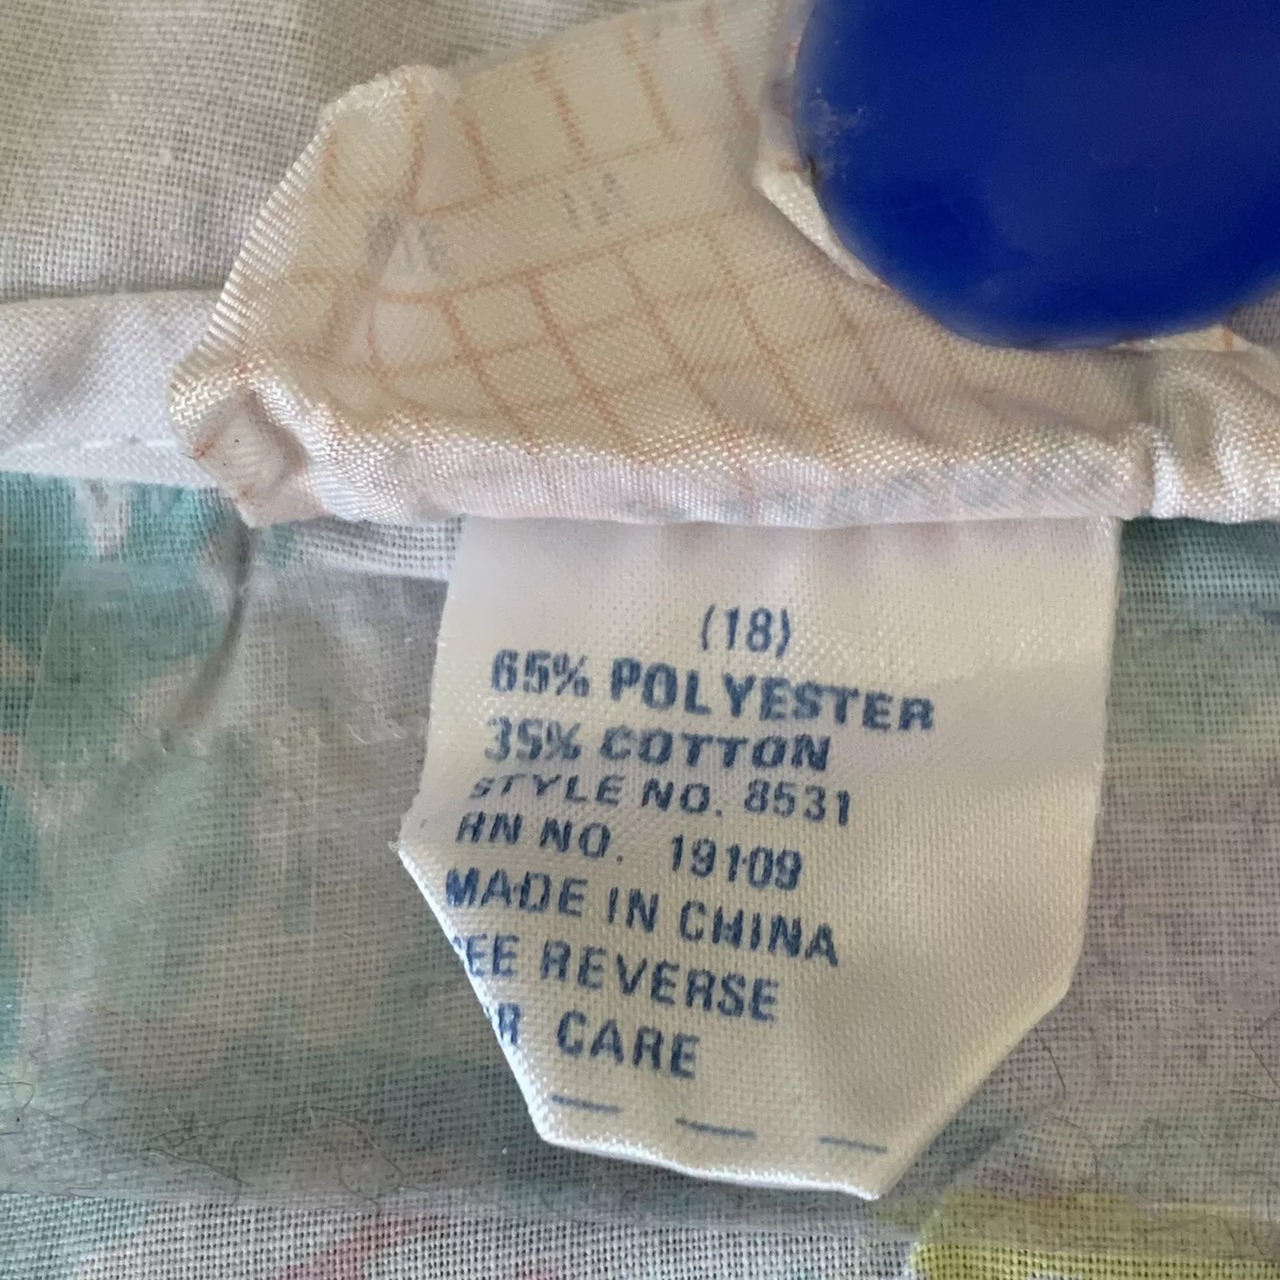 (18)
65% POLYESTER
35% COTTON
STYLE NO. 8531
RN NO. 19109
MADE IN CHINA
EE REVERSE
R CARE